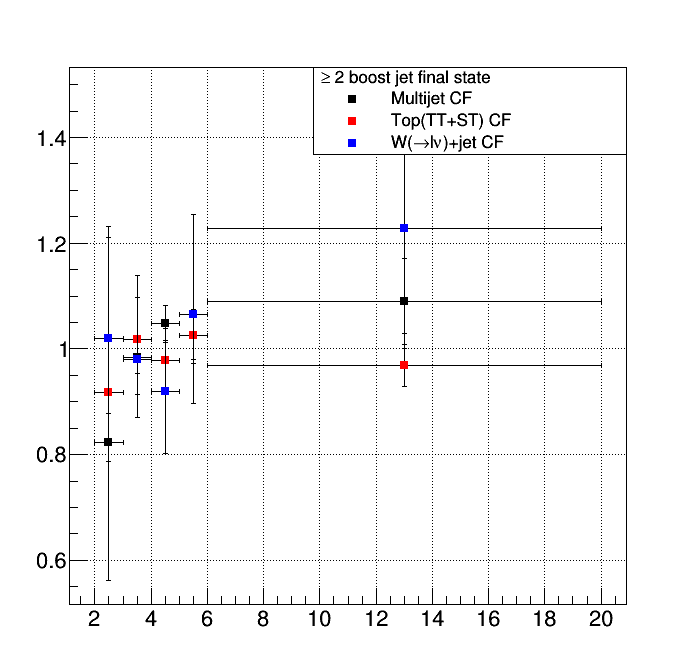 ≥ 2 boost jet final state
Multijet CF
Top(TT+ST) CF
W(→lν)+jet CF
1.4
1.2
1
0.8
0.6
2 4 6 8 10 12 14 16 18 20